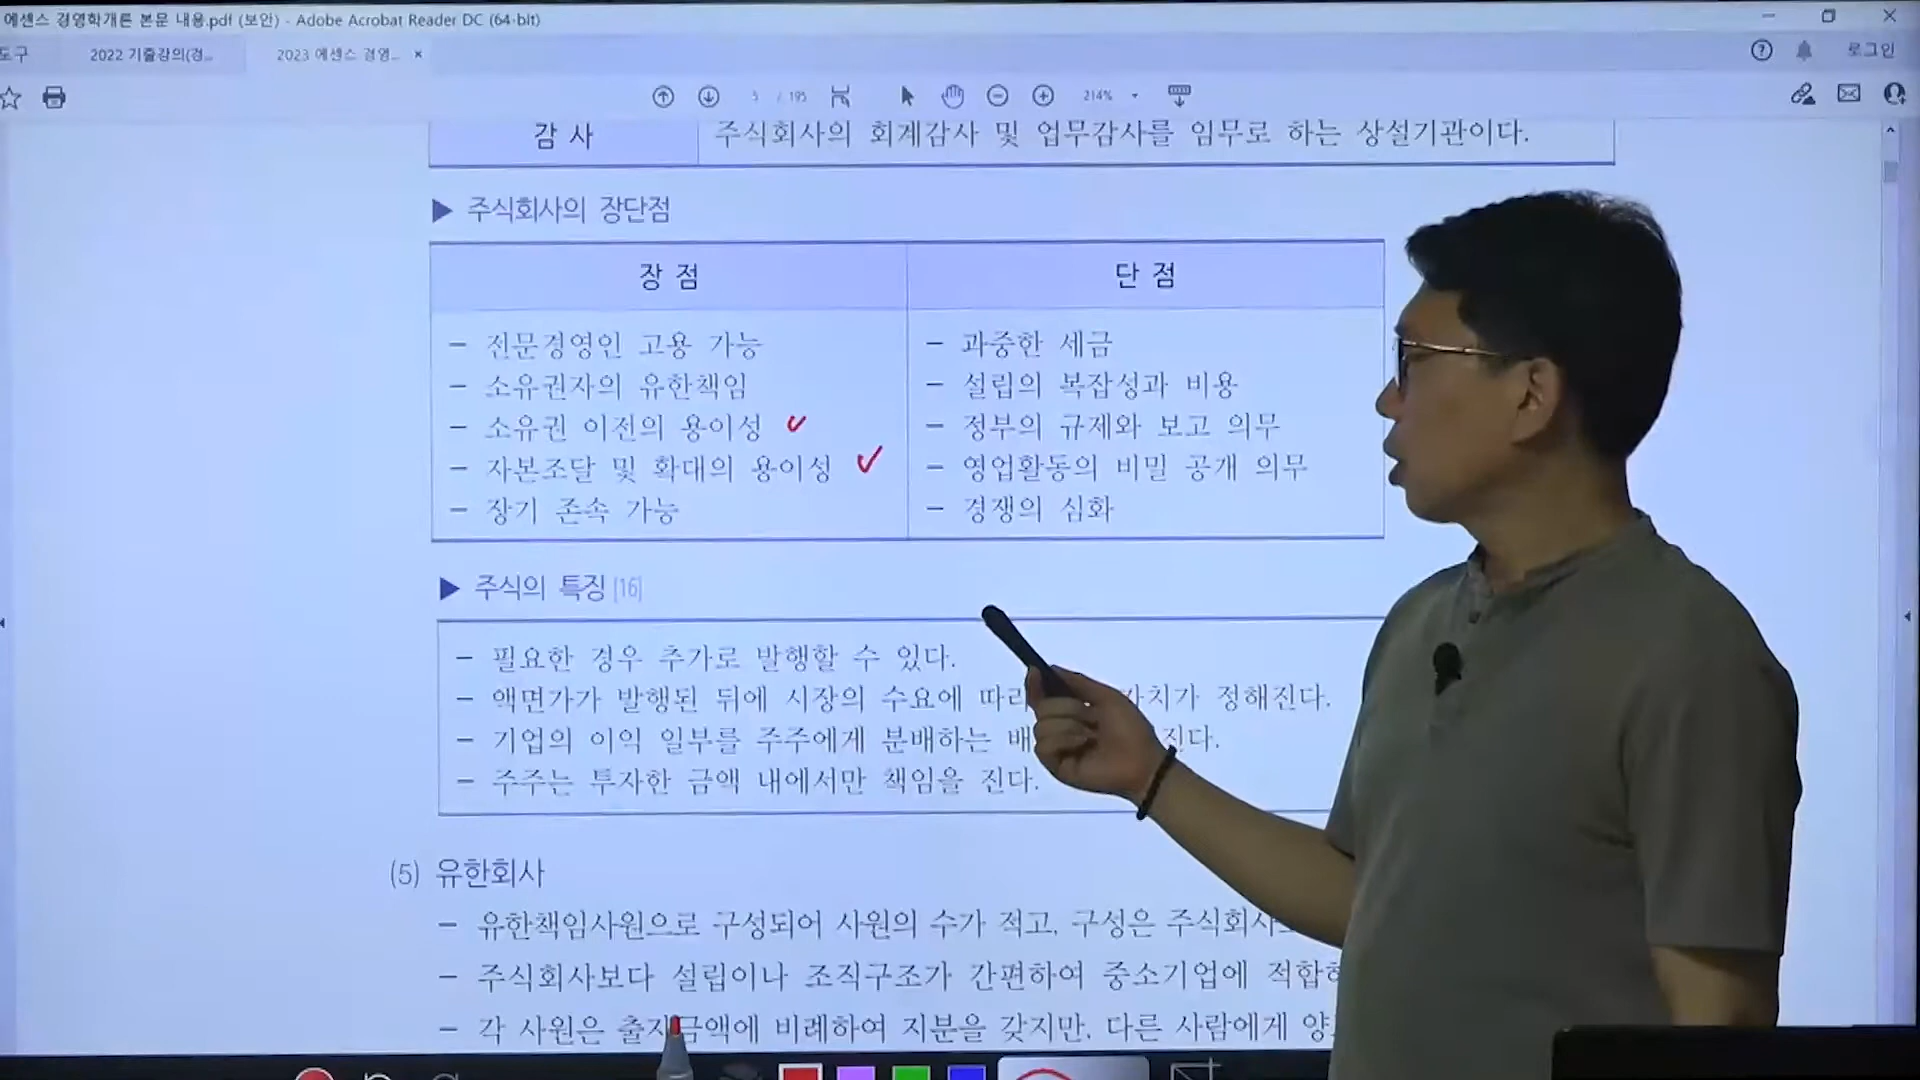 에센스 경영학개론 본문 내용.pdf (보안) - Adobe Acrobat Reader DC (64-bit)
도구 2022 기출강의(경... 2023 에센스 경영... ×
로그인
5 / 195 214%
감 사 주식회사의 회계감사 및 업무감사를 임무로 하는 상설기관이다.
▶ 주식회사의 장단점
장 점 단 점
- 전문경영인 고용 가능 - 과중한 세금
- 소유권자의 유한책임 - 설립의 복잡성과 비용
- 소유권 이전의 용이성 - 정부의 규제와 보고 의무
- 자본조달 및 확대의 용이성 - 영업활동의 비밀 공개 의무
- 장기 존속 가능 - 경쟁의 심화
▶ 주식의 특징 [16]
- 필요한 경우 추가로 발행할 수 있다.
- 액면가가 발행된 뒤에 시장의 수요에 따라 가치가 정해진다.
- 기업의 이익 일부를 주주에게 분배하는 배 진다.
- 주주는 투자한 금액 내에서만 책임을 진다.
(5) 유한회사
- 유한책임사원으로 구성되어 사원의 수가 적고, 구성은 주식회사
- 주식회사보다 설립이나 조직구조가 간편하여 중소기업에 적합
- 각 사원은 출자금액에 비례하여 지분을 갖지만, 다른 사람에게 양